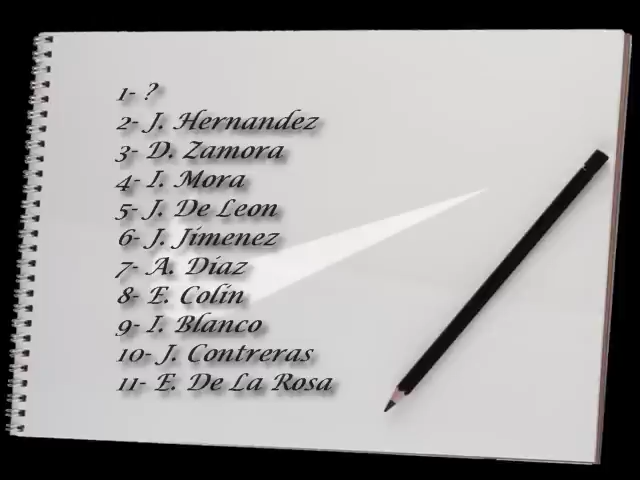 1- ?
2- J. Hernandez
3- D. Zamora
4- I. Mora
5- J. De Leon
6- J. Jimenez
7- A. Diaz
8- E. Colin
9- I. Blanco
10- J. Contreras
11- E. De La Rosa